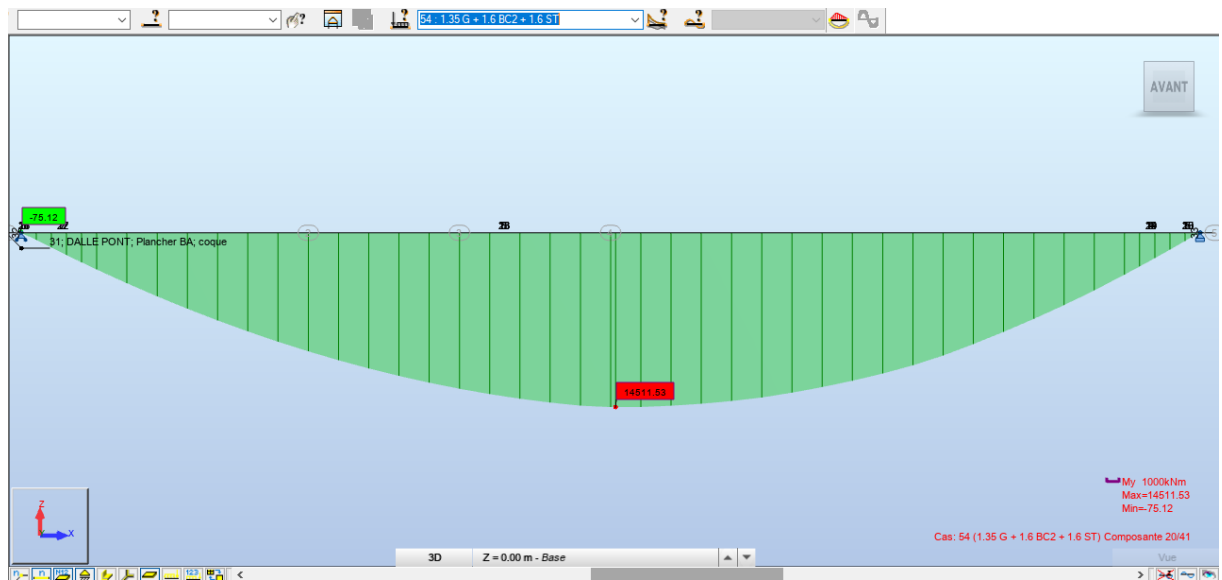 54 : 1.35 G + 1.6 BC2 + 1.6 ST
AVANT
-75.12
31; DALLE PONT; Plancher BA; coque
14511.53
Z
X
My 1000kNm
Max=14511.53
Min=-75.12
Cas: 54 (1.35 G + 1.6 BC2 + 1.6 ST) Composante 20/41
3D Z = 0.00 m - Base
Vue